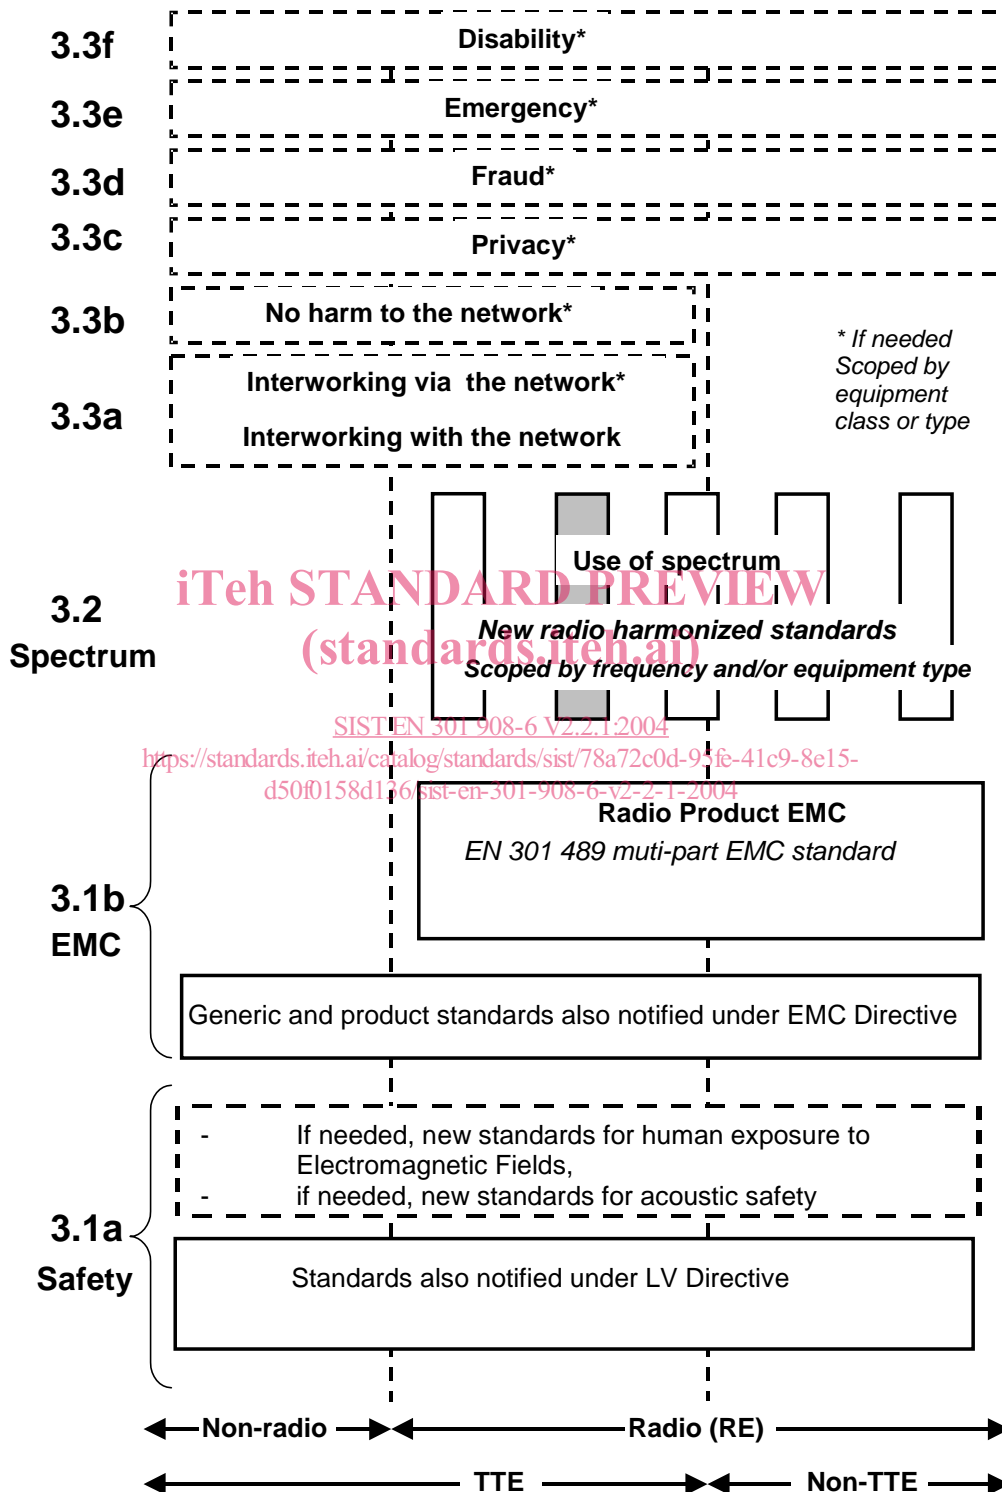 3.3f
Disability*
3.3e
Emergency*
3.3d
Fraud*
3.3c
Privacy*
3.3b
No harm to the network*
* If needed
Scoped by
equipment
class or type
3.3a
Interworking via the network*
Interworking with the network
Use of spectrum
iTeh STANDARD PREVIEW
3.2
Spectrum
New radio harmonized standards
(standards.iteh.ai)
Scoped by frequency and/or equipment type
SIST EN 301 908-6 V2.2.1:2004
https://standards.iteh.ai/catalog/standards/sist/78a72c0d-95fe-41c9-8e15-
d50f0158d136/sist-en-301-908-6-v2-2-1-2004
Radio Product EMC
EN 301 489 muti-part EMC standard
3.1b
EMC
Generic and product standards also notified under EMC Directive
- If needed, new standards for human exposure to
Electromagnetic Fields,
- if needed, new standards for acoustic safety
3.1a
Safety
Standards also notified under LV Directive
Non-radio
Radio (RE)
TTE
Non-TTE